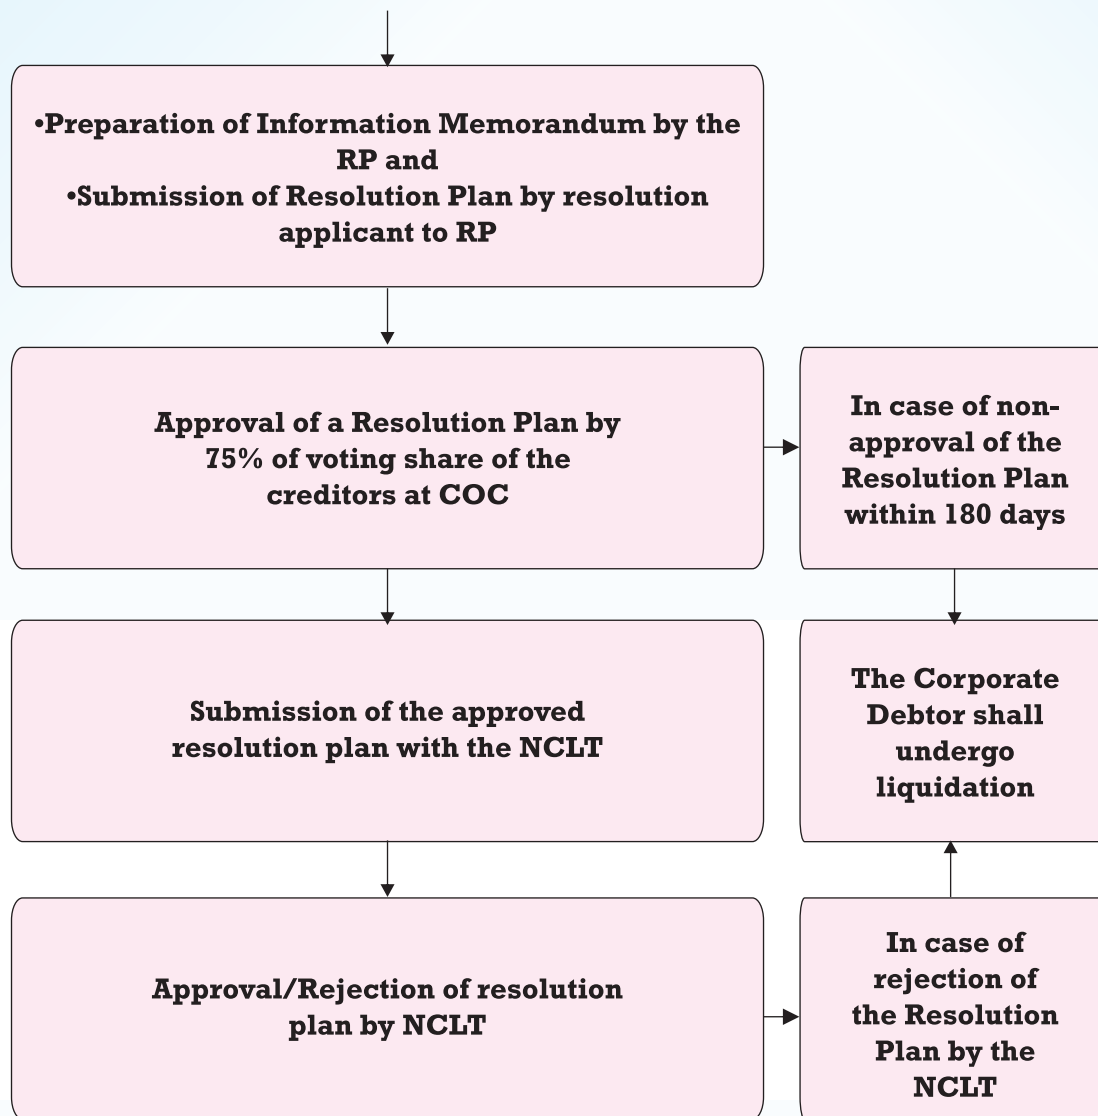 •Preparation of Information Memorandum by the
RP and
•Submission of Resolution Plan by resolution
applicant to RP
Approval of a Resolution Plan by
75% of voting share of the
creditors at COC
In case of non-
approval of the
Resolution Plan
within 180 days
Submission of the approved
resolution plan with the NCLT
The Corporate
Debtor shall
undergo
liquidation
Approval/Rejection of resolution
plan by NCLT
In case of
rejection of
the Resolution
Plan by the
NCLT